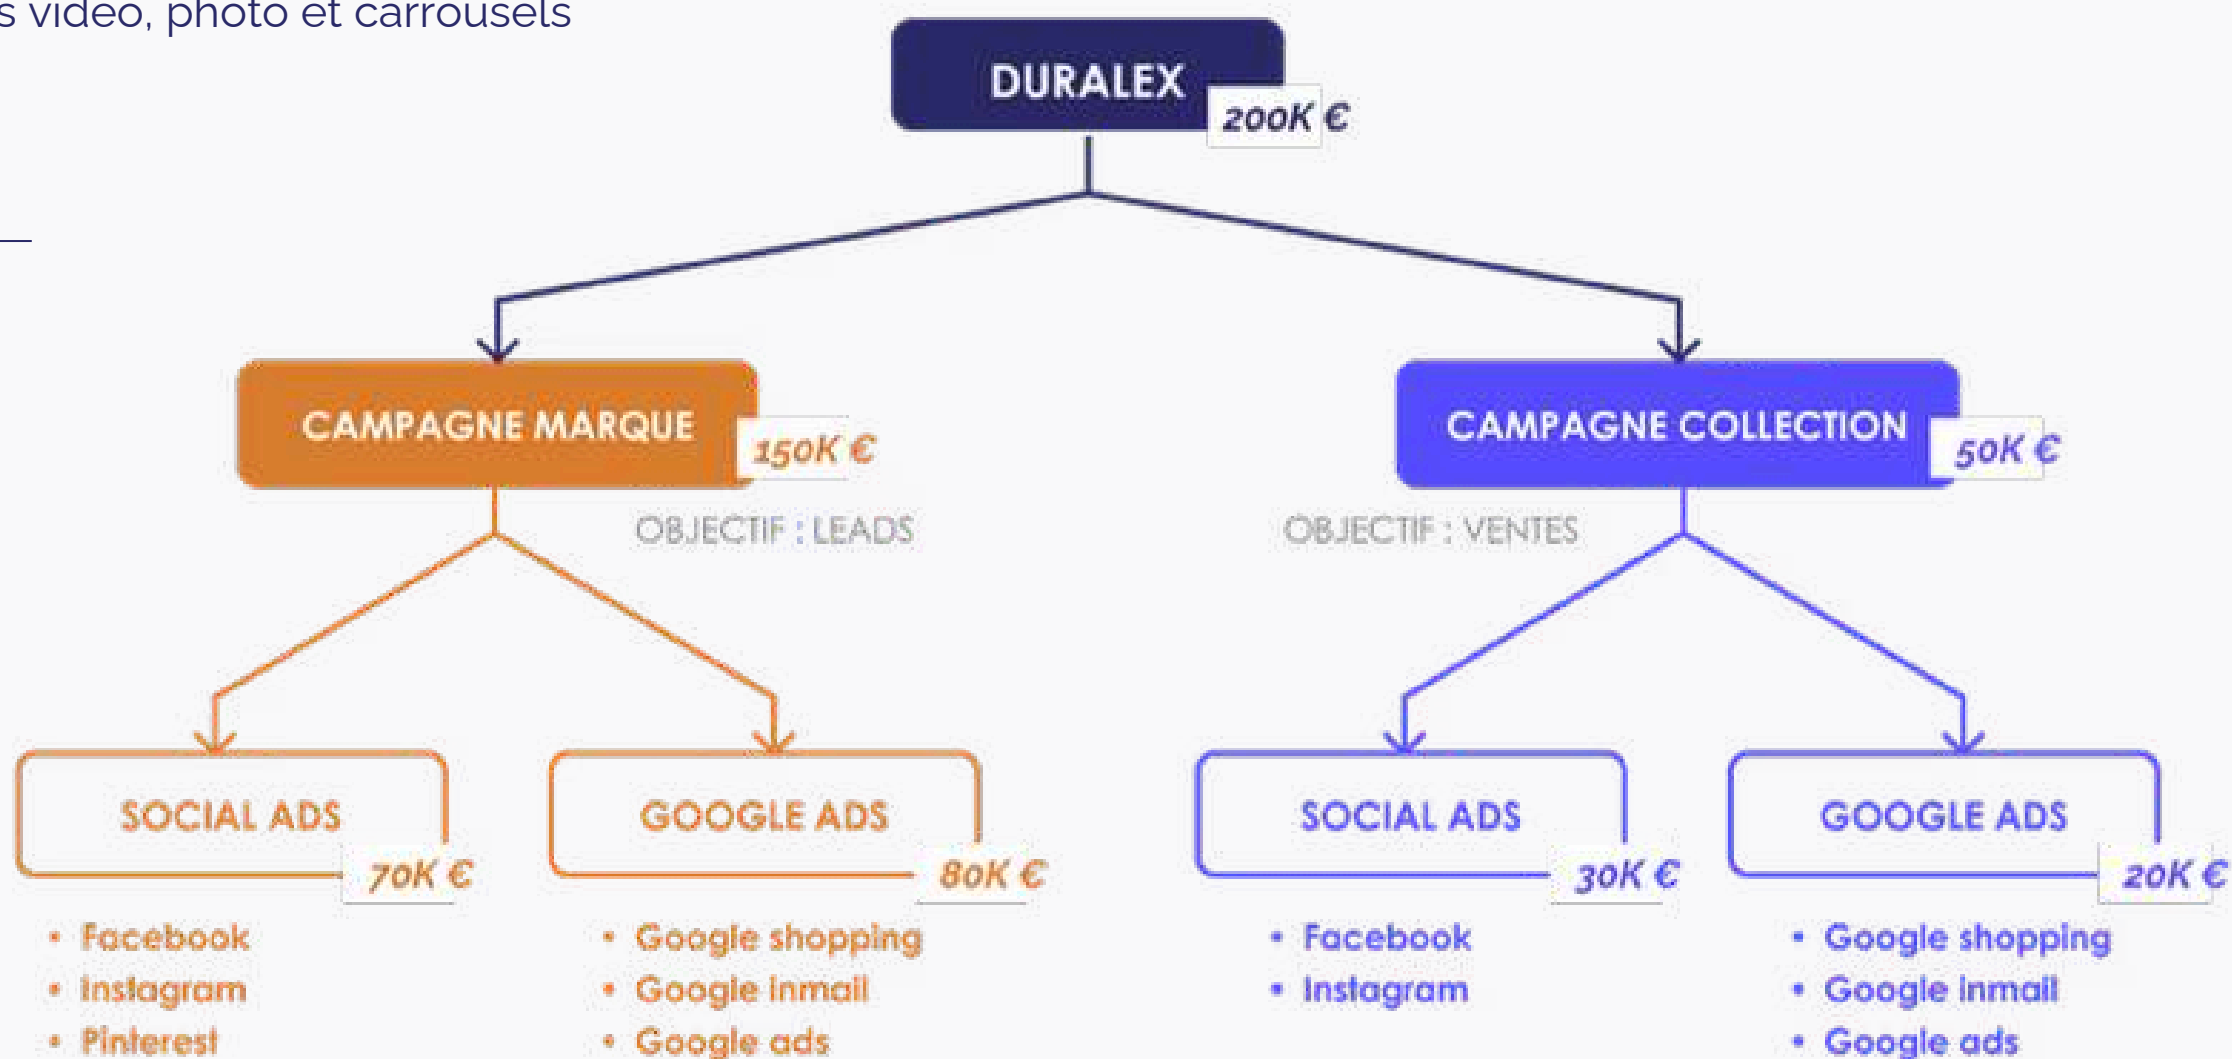 s vidéo, photo et carrousels
DURALEX
200K €
CAMPAGNE MARQUE
150K €
CAMPAGNE COLLECTION
50K €
OBJECTIF : LEADS
OBJECTIF : VENTES
SOCIAL ADS
70K €
GOOGLE ADS
80K €
SOCIAL ADS
30K €
GOOGLE ADS
20K €
• Facebook
• Instagram
• Pinterest
• Google shopping
• Google inmail
• Google ads
• Facebook
• Instagram
• Google shopping
• Google inmail
• Google ads